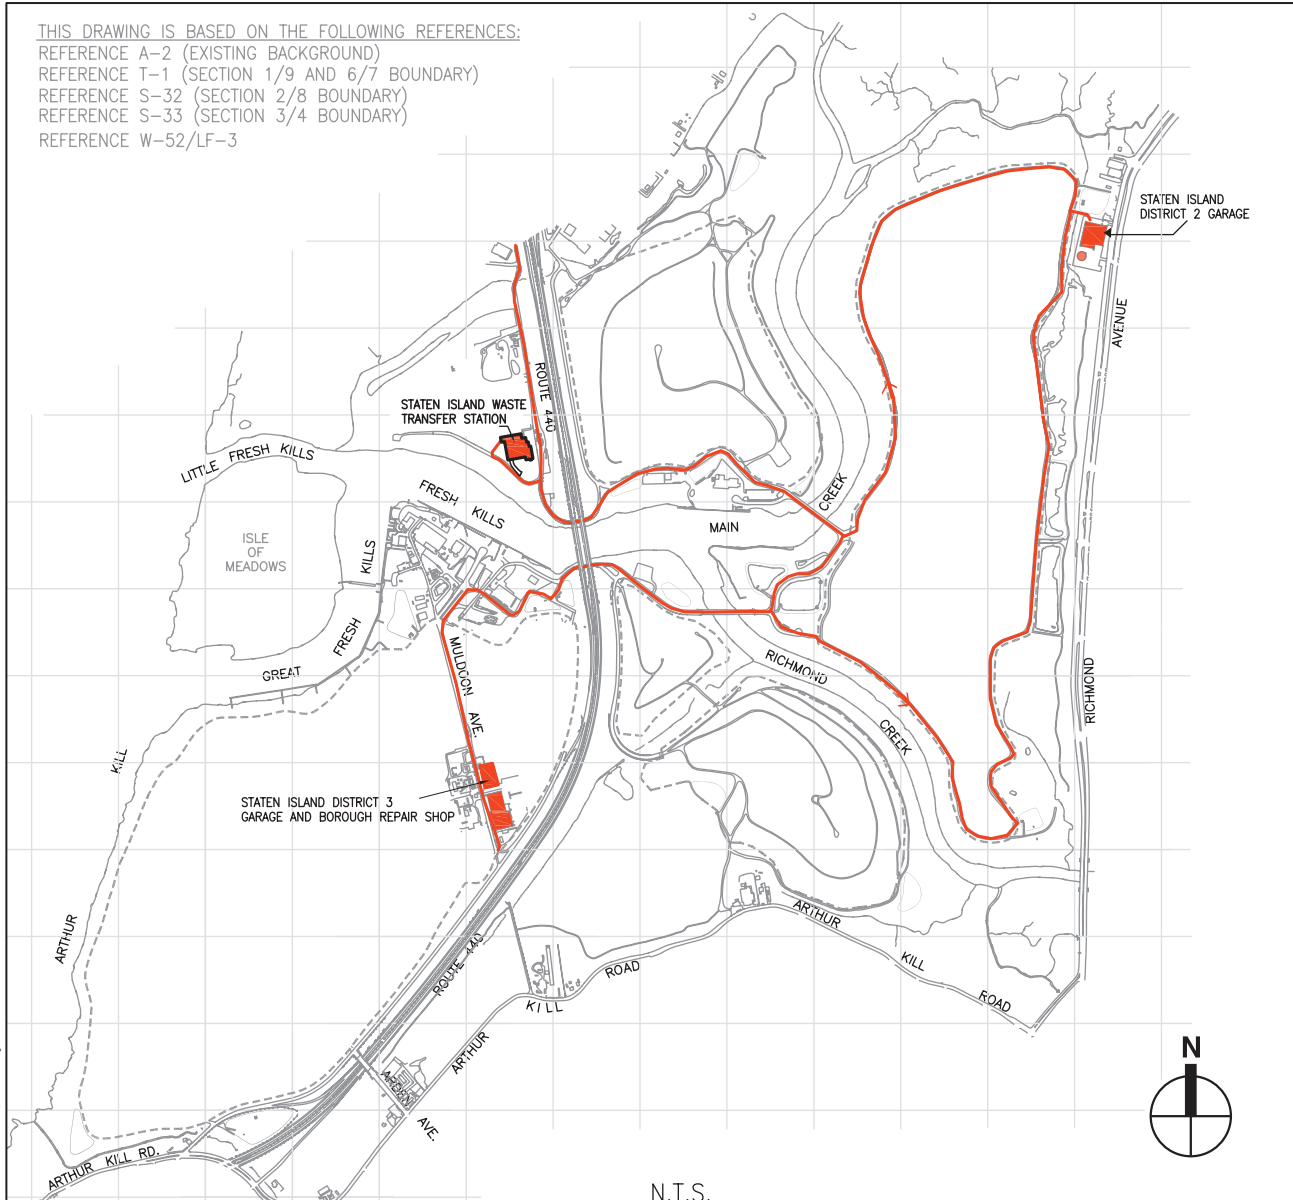 THIS DRAWING IS BASED ON THE FOLLOWING REFERENCES:
REFERENCE A-2 (EXISTING BACKGROUND)
REFERENCE T-1 (SECTION 1/9 AND 6/7 BOUNDARY)
REFERENCE S-32 (SECTION 2/8 BOUNDARY)
REFERENCE S-33 (SECTION 3/4 BOUNDARY)
REFERENCE W-52/LF-3
STATEN ISLAND
DISTRICT 2 GARAGE
AVENUE
ROUTE 440
STATEN ISLAND WASTE
TRANSFER STATION
LITTLE FRESH KILLS
FRESH KILLS
MAIN
CREEK
ISLE
OF
MEADOWS
GREAT
FRESH
KILLS
MULDOON
AVE.
RICHMOND
CREEK
RICHMOND
KILL
ARTHUR
STATEN ISLAND DISTRICT 3
GARAGE AND BOROUGH REPAIR SHOP
ROUTE 440
ARTHUR
KILL
ROAD
ARTHUR
KILL
ROAD
ARDEN
AVE.
ARTHUR KILL RD.
N
N.T.S.